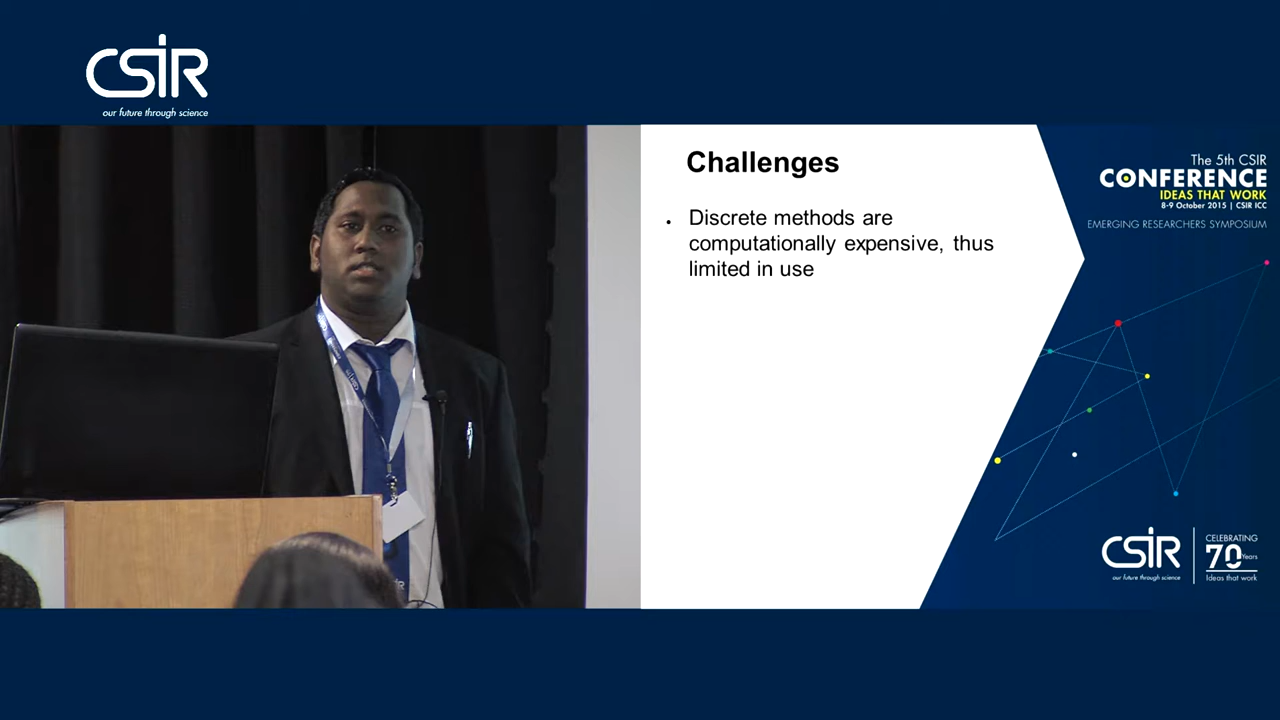 CSIR
our future through science
Challenges
• Discrete methods are
computationally expensive, thus
limited in use
The 5th CSIR
CONFERENCE
IDEAS THAT WORK
8-9 October 2015 | CSIR ICC
EMERGING RESEARCHERS SYMPOSIUM
CSIR
our future through science
CELEBRATING
70 Years
Ideas that work